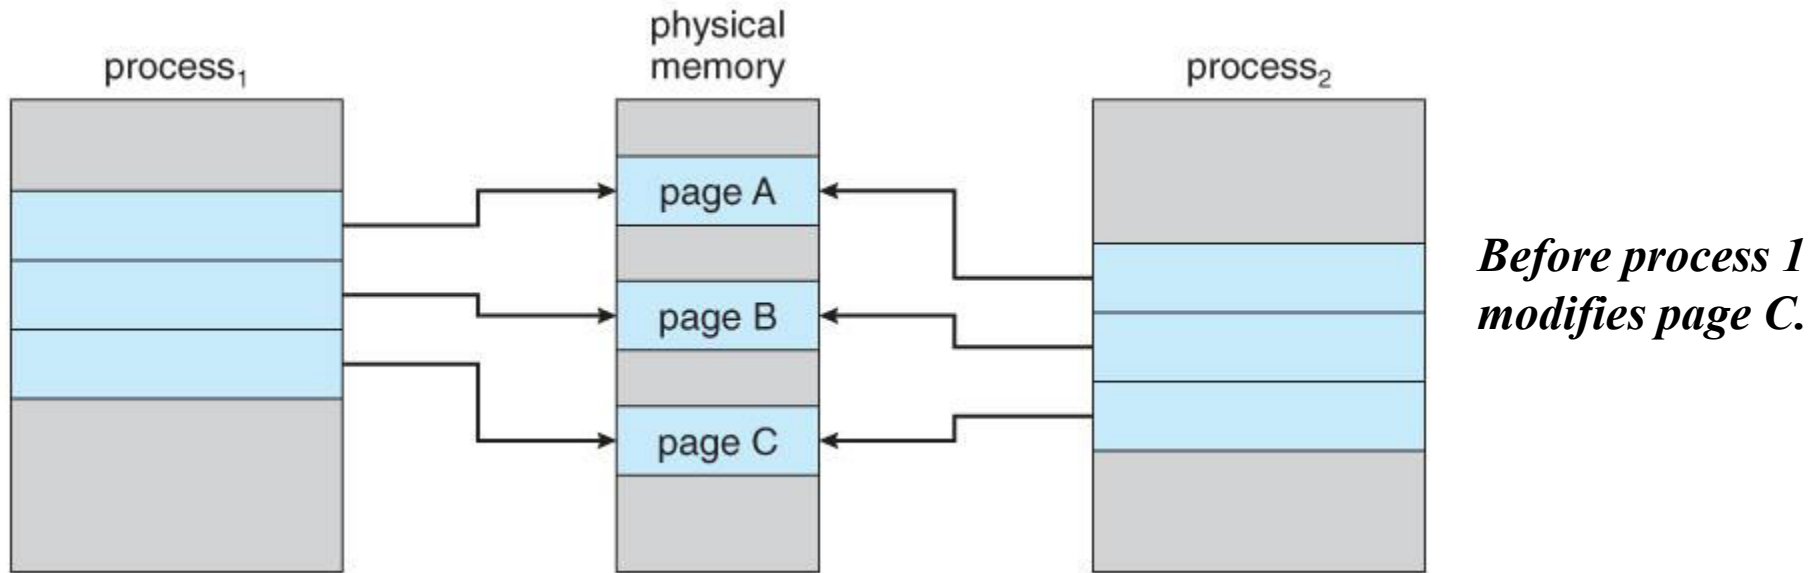 physical
memory
process₁
process₂
page A
page B
page C
Before process 1
modifies page C.